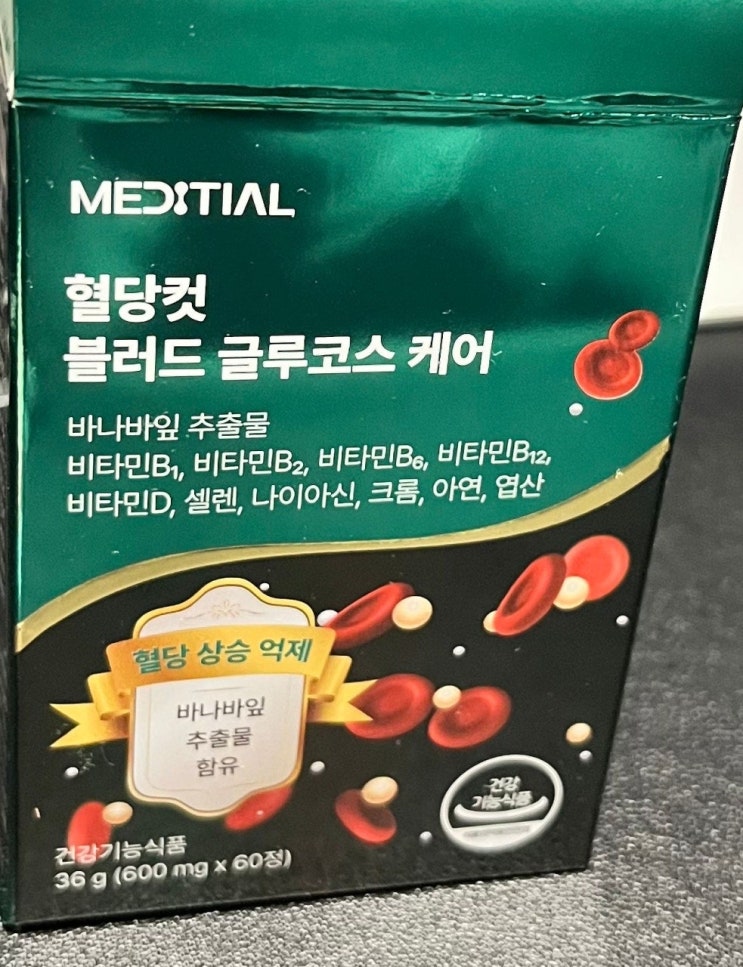 MEDITIAL
혈당컷
블러드 글루코스 케어
바나바잎 추출물
비타민B₁, 비타민B₂, 비타민B₆, 비타민B₁₂,
비타민D, 셀렌, 나이아신, 크롬, 아연, 엽산
혈당 상승 억제
바나바잎
추출물
함유
건강
기능식품
건강기능식품
36 g (600 mg x 60정)